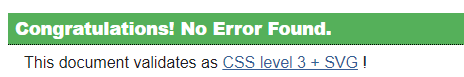 Congratulations! No Error Found.
This document validates as CSS level 3 + SVG !